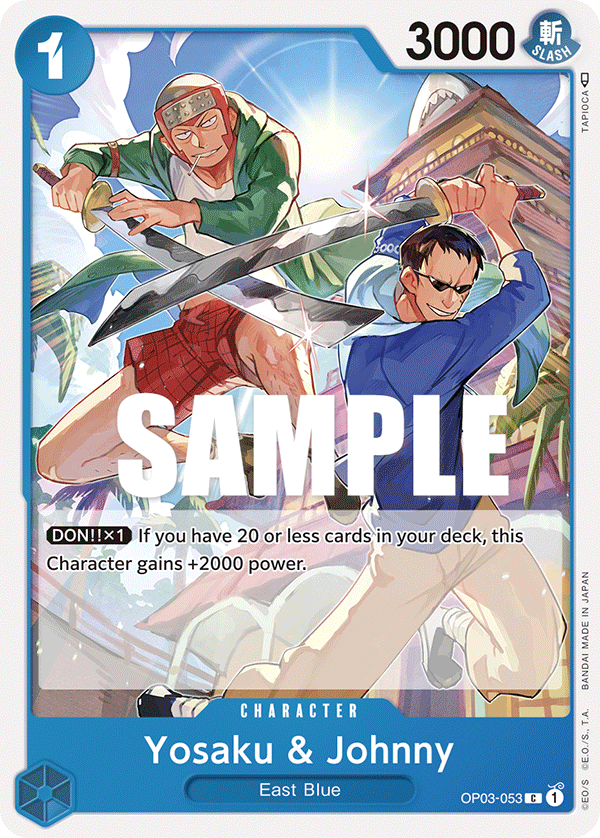 1
3000
斬
SLASH
TAPIOCA
SAMPLE
DON!!×1 If you have 20 or less cards in your deck, this
Character gains +2000 power.
CHARACTER
Yosaku & Johnny
East Blue
OP03-053 C 1
©E.O/S ©E.O./S., T.A. BANDAI MADE IN JAPAN